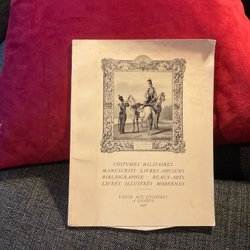 COSTUMES MILITAIRES
MANUSCRITS - LIVRES ANCIENS
BIBLIOGRAPHIE - BEAUX-ARTS
LIVRES ILLUSTRÉS MODERNES
VENTE AUX ENCHÈRES
A GENÈVE